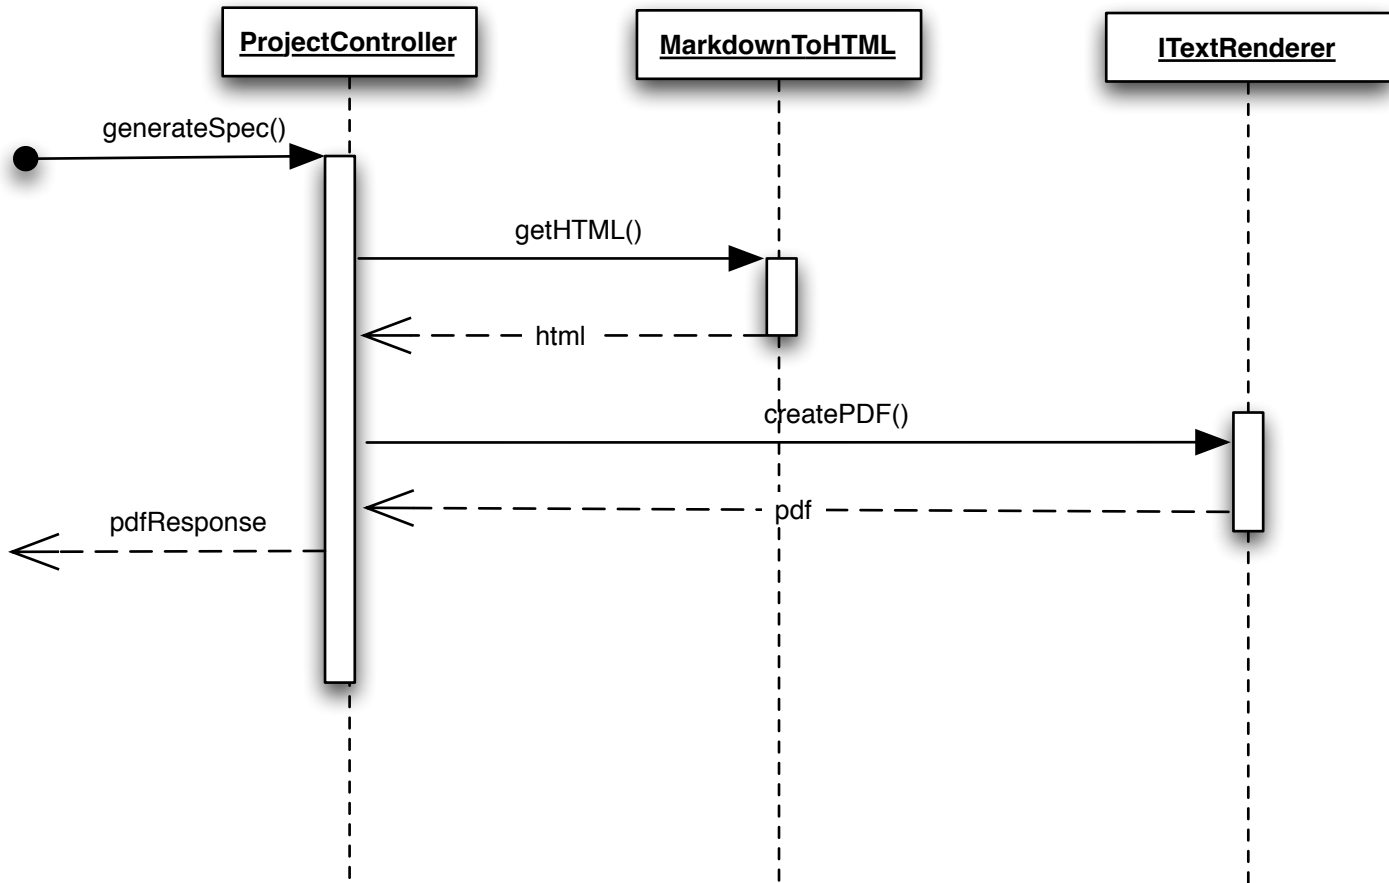 ProjectController
MarkdownToHTML
ITextRenderer
generateSpec()
getHTML()
html
createPDF()
pdf
pdfResponse